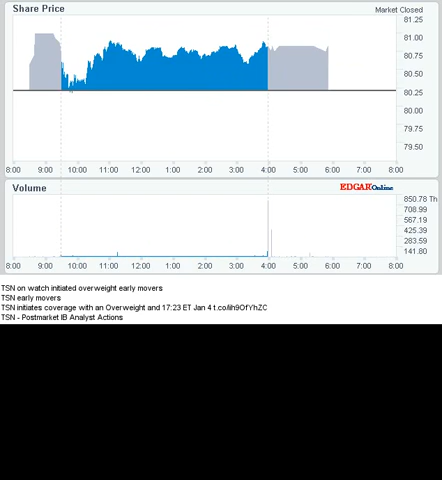 Share Price
Market Closed
81.25
81.00
80.75
80.50
80.25
80.00
79.75
79.50
8:00 9:00 10:00 11:00 12:00 1:00 2:00 3:00 4:00 5:00 6:00 7:00 8:00
Volume
EDGAR Online
850.78 Th
708.99
567.19
425.39
283.59
141.80
8:00 9:00 10:00 11:00 12:00 1:00 2:00 3:00 4:00 5:00 6:00 7:00 8:00
TSN on watch initiated overweight early movers
TSN early movers
TSN initiates coverage with an Overweight and 17:23 ET Jan 4 t.co/iih9OfYhZC
TSN - Postmarket IB Analyst Actions